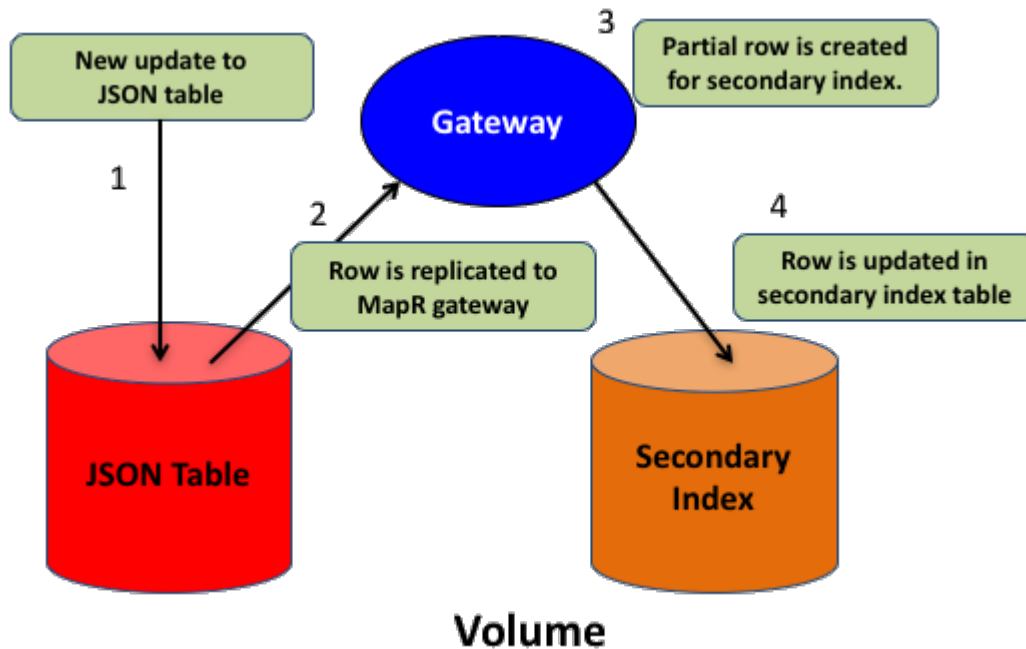 New update to
JSON table
1
2
Row is replicated to
MapR gateway
Gateway
3
Partial row is created
for secondary index.
4
Row is updated in
secondary index table
JSON Table
Secondary
Index
Volume